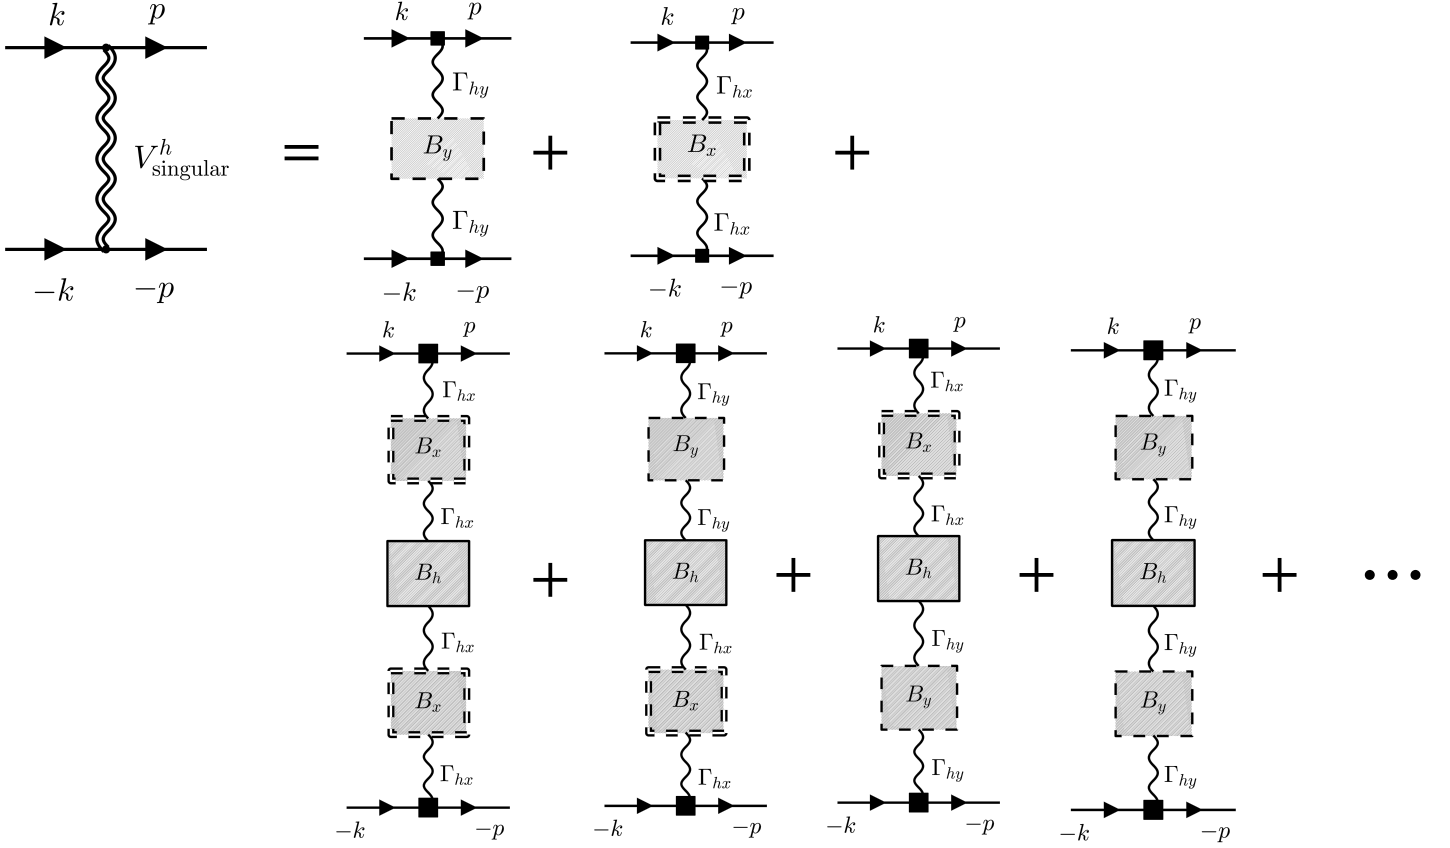 k p
V^h_singular
−k −p
=
k p
Γ_hy
B_y
Γ_hy
−k −p
+
k p
Γ_hx
B_x
Γ_hx
−k −p
+
k p
Γ_hx
B_x
Γ_hx
B_h
Γ_hx
B_x
Γ_hx
−k −p
+
k p
Γ_hy
B_y
Γ_hy
B_h
Γ_hx
B_x
Γ_hx
−k −p
+
k p
Γ_hx
B_x
Γ_hx
B_h
Γ_hy
B_y
Γ_hy
−k −p
+
k p
Γ_hy
B_y
Γ_hy
B_h
Γ_hy
B_y
Γ_hy
−k −p
+ ···